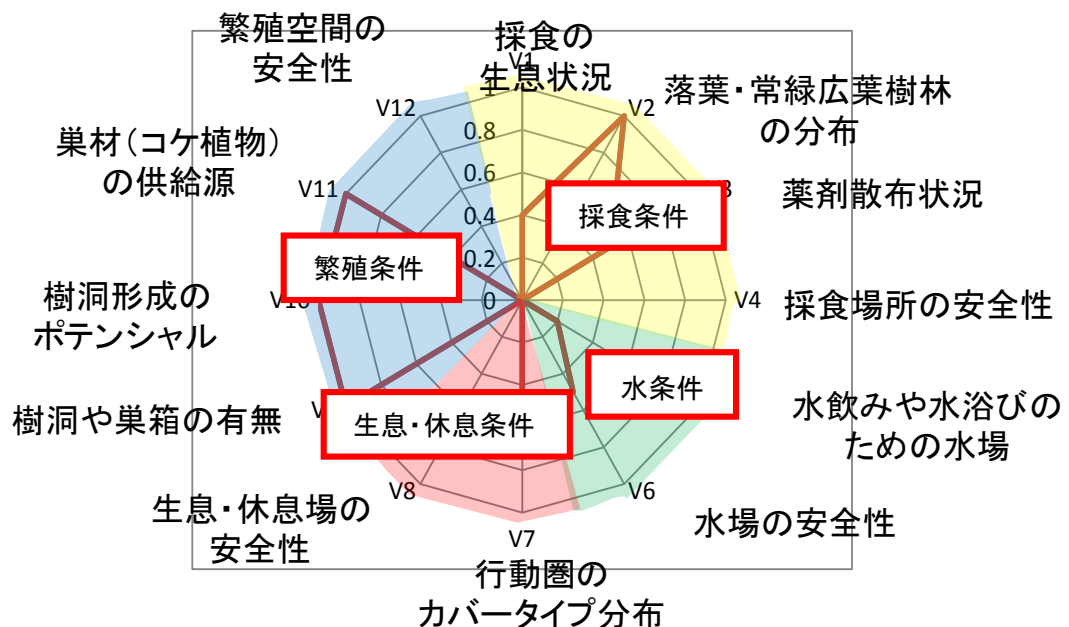 繁殖空間の
安全性
採食の
生息状況
V1
落葉・常緑広葉樹林
の分布
V12
V2
1
0.8
0.6
0.4
0.2
0
巣材（コケ植物）
の供給源
V11
薬剤散布状況
採食条件
繁殖条件
樹洞形成の
ポテンシャル
V4
採食場所の安全性
水条件
水飲みや水浴びの
ための水場
樹洞や巣箱の有無
生息・休息条件
生息・休息場の
安全性
V8
V6
水場の安全性
V7
行動圏の
カバータイプ分布